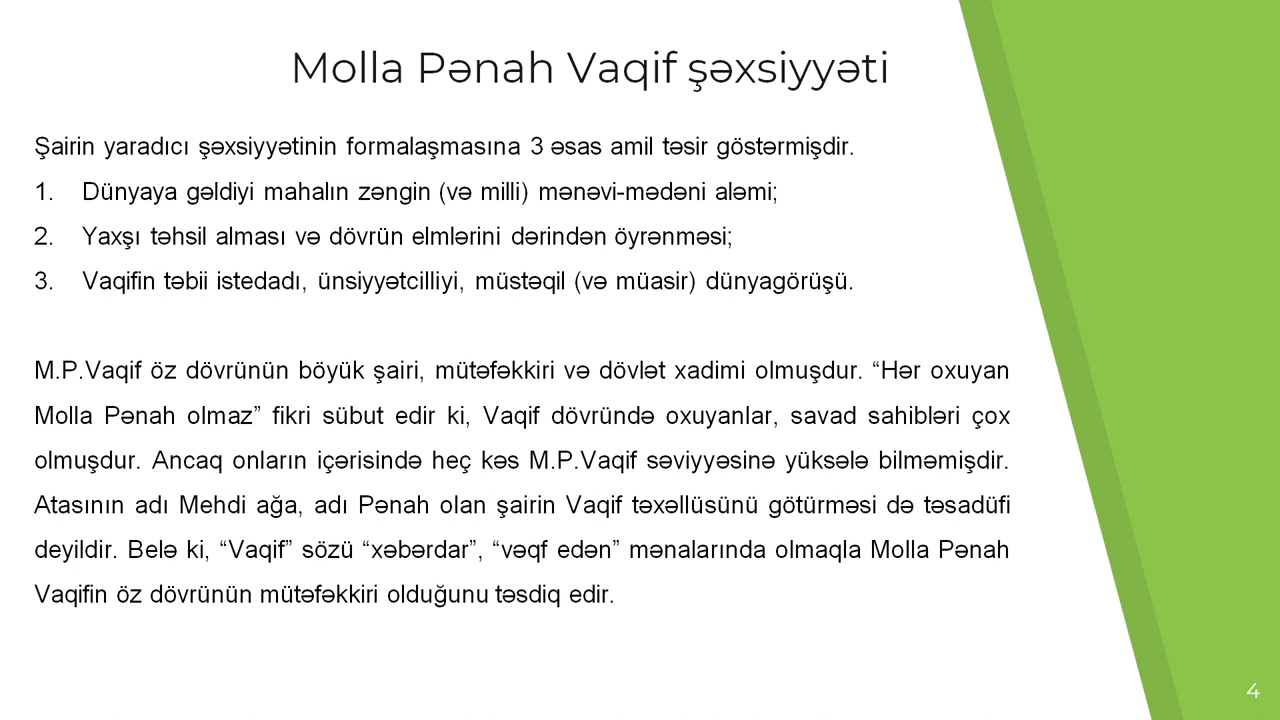 Molla Pənah Vaqif şəxsiyyəti
Şairin yaradıcı şəxsiyyətinin formalaşmasına 3 əsas amil təsir göstərmişdir.
1. Dünyaya gəldiyi mahalın zəngin (və milli) mənəvi-mədəni aləmi;
2. Yaxşı təhsil alması və dövrün elmlərini dərindən öyrənməsi;
3. Vaqifin təbii istedadı, ünsiyyətcilliyi, müstəqil (və müasir) dünyagörüşü.
M.P.Vaqif öz dövrünün böyük şairi, mütəfəkkiri və dövlət xadimi olmuşdur. “Hər oxuyan
Molla Pənah olmaz” fikri sübut edir ki, Vaqif dövründə oxuyanlar, savad sahibləri çox
olmuşdur. Ancaq onların içərisində heç kəs M.P.Vaqif səviyyəsinə yüksələ bilməmişdir.
Atasının adı Mehdi ağa, adı Pənah olan şairin Vaqif təxəllüsünü götürməsi də təsadüfi
deyildir. Belə ki, “Vaqif” sözü “xəbərdar”, “vəqf edən” mənalarında olmaqla Molla Pənah
Vaqifin öz dövrünün mütəfəkkiri olduğunu təsdiq edir.
4